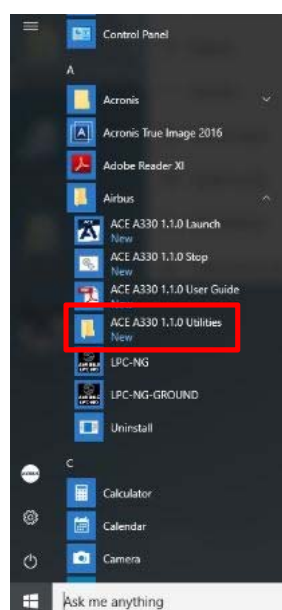 Control Panel
A
Acronis
Acronis True Image 2016
Adobe Reader XI
Airbus
ACE A330 1.1.0 Launch
New
ACE A330 1.1.0 Stop
New
ACE A330 1.1.0 User Guide
New
ACE A330 1.1.0 Utilities
New
LPC-NG
LPC-NG-GROUND
Uninstall
C
Calculator
Calendar
Camera
Ask me anything